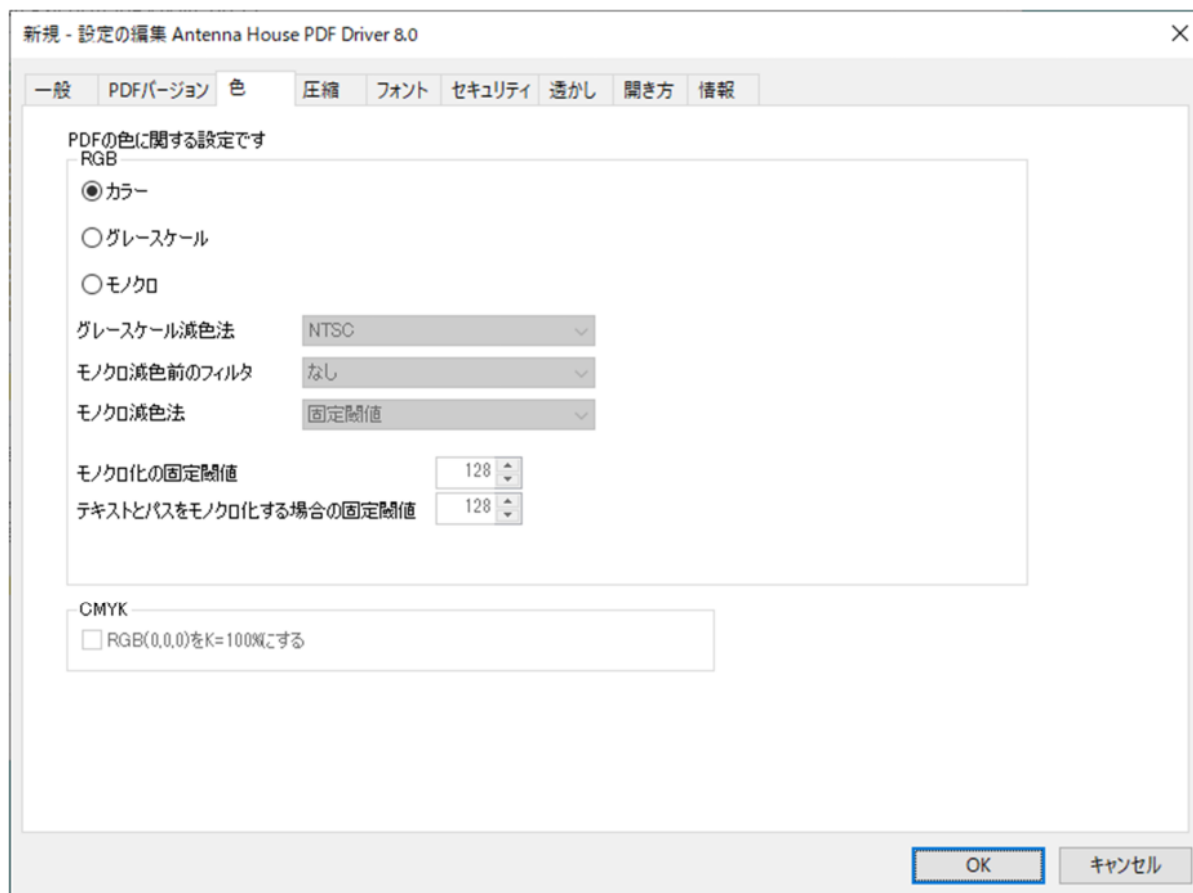 新規 - 設定の編集 Antenna House PDF Driver 8.0
一般 PDFバージョン 色 圧縮 フォント セキュリティ 透かし 開き方 情報
PDFの色に関する設定です
RGB
カラー
グレースケール
モノクロ
グレースケール減色法 NTSC
モノクロ減色前のフィルタ なし
モノクロ減色法 固定閾値
モノクロ化の固定閾値 128
テキストとパスをモノクロ化する場合の固定閾値 128
CMYK
RGB(0,0,0)をK=100%にする
OK キャンセル